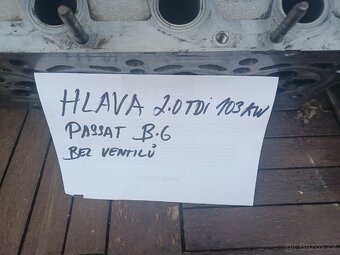 HLAVA 2.0TDi 103KW
PASSAT B.6
BEZ VENTILŮ